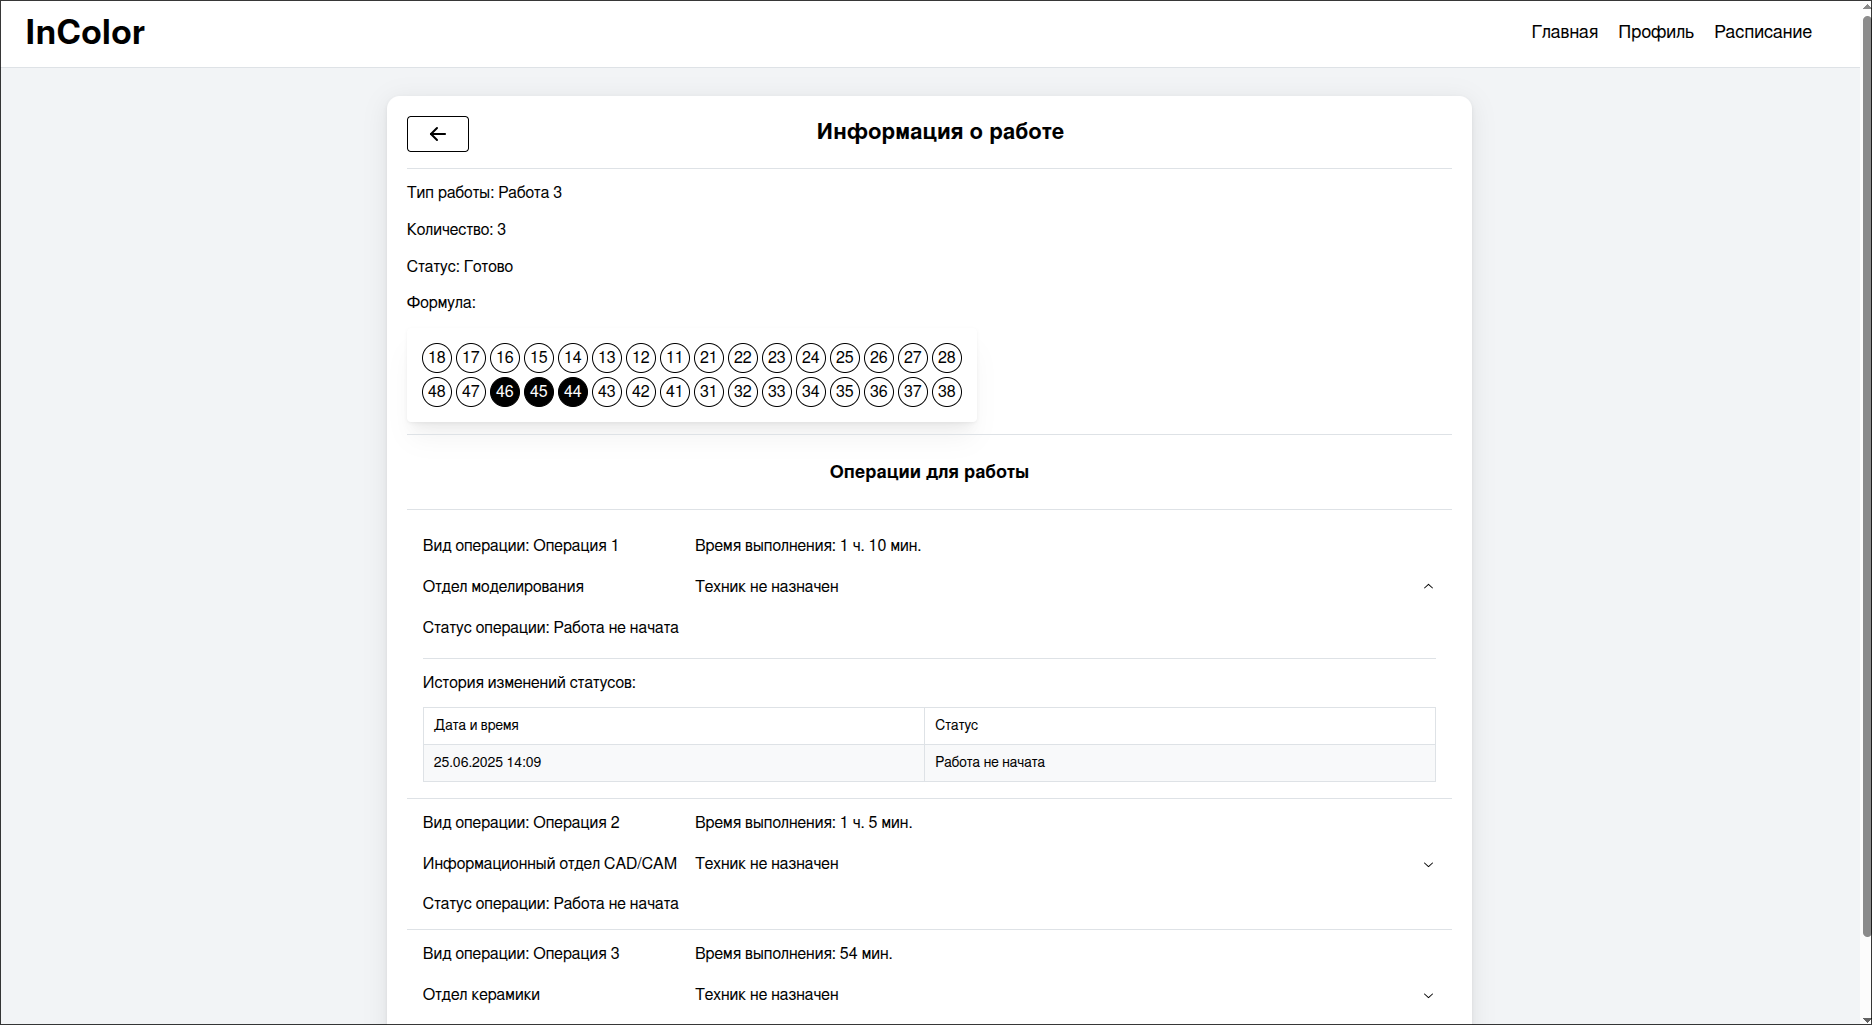 InColor
Главная Профиль Расписание
Информация о работе
Тип работы: Работа 3
Количество: 3
Статус: Готово
Формула:
18 17 16 15 14 13 12 11 21 22 23 24 25 26 27 28
48 47 46 45 44 43 42 41 31 32 33 34 35 36 37 38
Операции для работы
Вид операции: Операция 1 Время выполнения: 1 ч. 10 мин.
Отдел моделирования Техник не назначен
Статус операции: Работа не начата
История изменений статусов:
Дата и время Статус
25.06.2025 14:09 Работа не начата
Вид операции: Операция 2 Время выполнения: 1 ч. 5 мин.
Информационный отдел CAD/CAM Техник не назначен
Статус операции: Работа не начата
Вид операции: Операция 3 Время выполнения: 54 мин.
Отдел керамики Техник не назначен